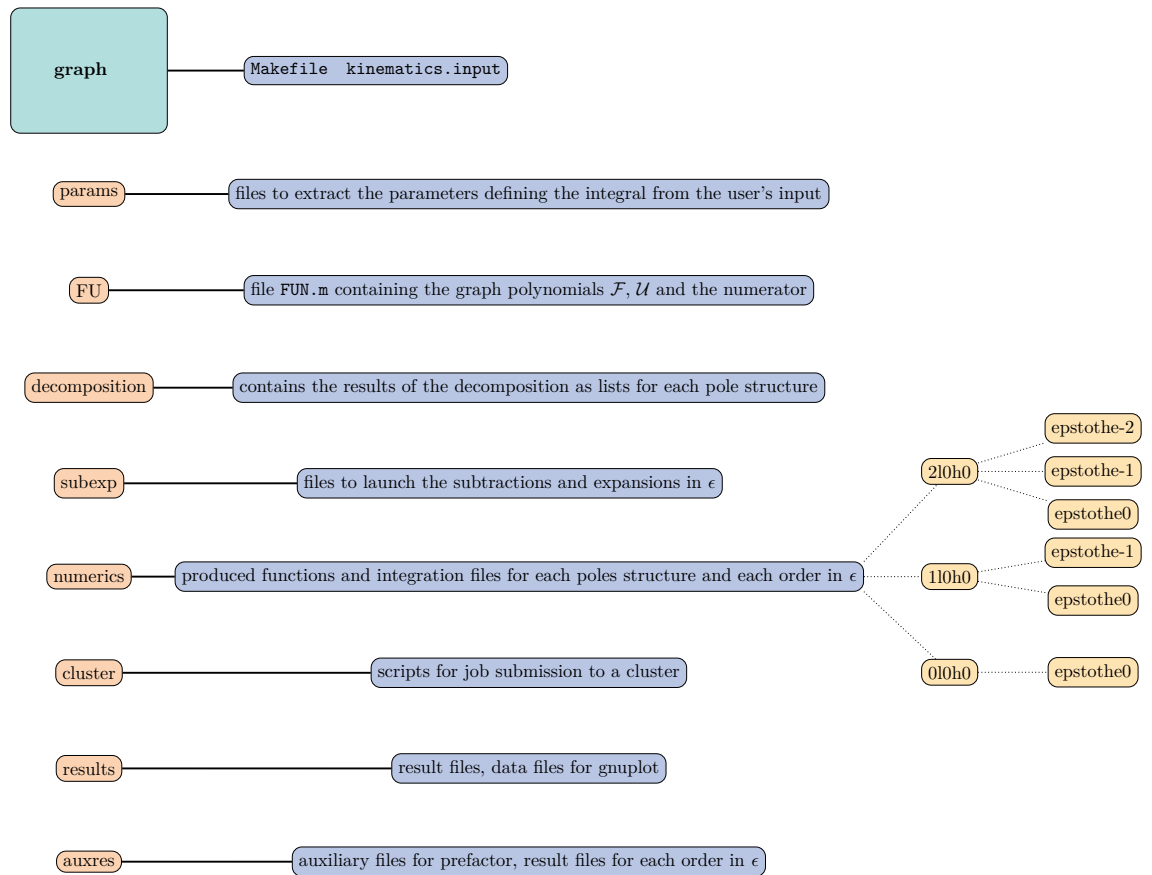 graph
Makefile kinematics.input
params
files to extract the parameters defining the integral from the user's input
FU
file FUN.m containing the graph polynomials ℱ, 𝒰 and the numerator
decomposition
contains the results of the decomposition as lists for each pole structure
subexp
files to launch the subtractions and expansions in ϵ
numerics
produced functions and integration files for each poles structure and each order in ϵ
2l0h0
epstothe-2
epstothe-1
epstothe0
1l0h0
epstothe-1
epstothe0
0l0h0
epstothe0
cluster
scripts for job submission to a cluster
results
result files, data files for gnuplot
auxres
auxiliary files for prefactor, result files for each order in ϵ